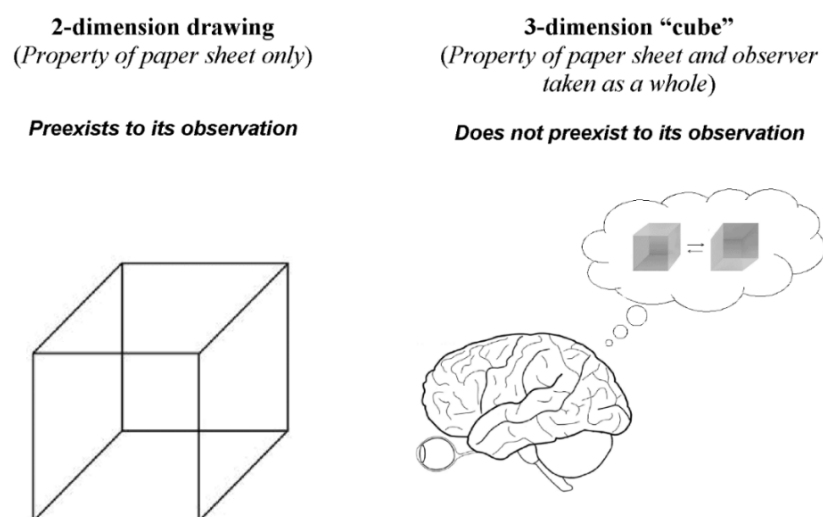 2-dimension drawing
(Property of paper sheet only)
Preexists to its observation
3-dimension “cube”
(Property of paper sheet and observer
taken as a whole)
Does not preexist to its observation